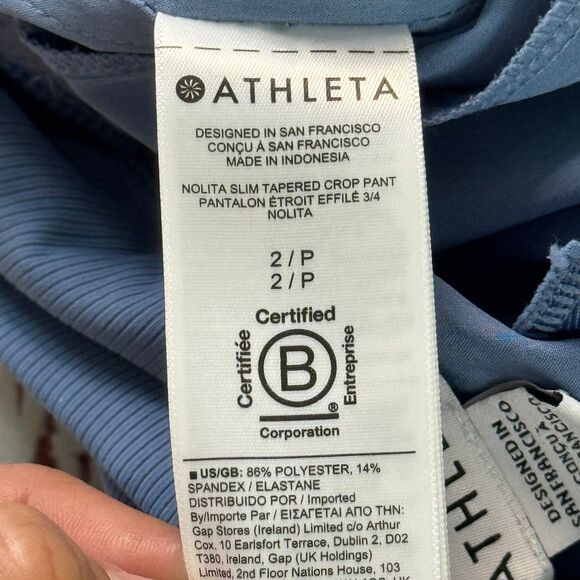 ATHLETA
DESIGNED IN SAN FRANCISCO
CONÇU À SAN FRANCISCO
MADE IN INDONESIA
NOLITA SLIM TAPERED CROP PANT
PANTALON ÉTROIT EFFILÉ 3/4
NOLITA
2 / P
2 / P
Certified
Certifiée
B
Entreprise
®
Corporation
■ US/GB: 86% POLYESTER, 14%
SPANDEX / ELASTANE
DISTRIBUIDO POR / Imported
By/Importe Par / ΕΙΣΑΓΕΤΑΙ ΑΠΟ ΤΗΝ:
Gap Stores (Ireland) Limited c/o Arthur
Cox, 10 Earlsfort Terrace, Dublin 2, D02
T380, Ireland, Gap (UK Holdings)
Limited, 2nd Floor Nations House, 103
ATHLE
DESIGNED IN
SAN FRANCISCO
CONÇU À